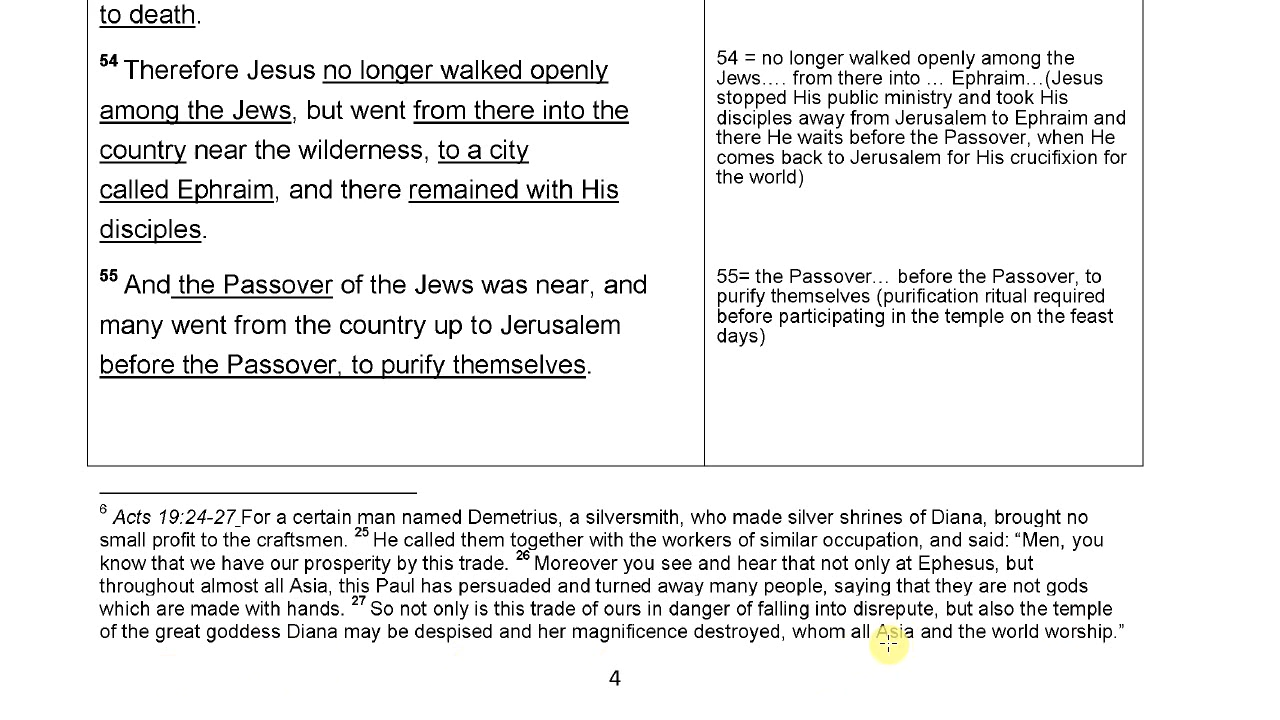 to death.
54 Therefore Jesus no longer walked openly
among the Jews, but went from there into the
country near the wilderness, to a city
called Ephraim, and there remained with His
disciples.
55 And the Passover of the Jews was near, and
many went from the country up to Jerusalem
before the Passover, to purify themselves.
54 = no longer walked openly among the
Jews…. from there into … Ephraim…(Jesus
stopped His public ministry and took His
disciples away from Jerusalem to Ephraim and
there He waits before the Passover, when He
comes back to Jerusalem for His crucifixion for
the world)
55= the Passover… before the Passover, to
purify themselves (purification ritual required
before participating in the temple on the feast
days)
6 Acts 19:24-27 For a certain man named Demetrius, a silversmith, who made silver shrines of Diana, brought no
small profit to the craftsmen. 25 He called them together with the workers of similar occupation, and said: “Men, you
know that we have our prosperity by this trade. 26 Moreover you see and hear that not only at Ephesus, but
throughout almost all Asia, this Paul has persuaded and turned away many people, saying that they are not gods
which are made with hands. 27 So not only is this trade of ours in danger of falling into disrepute, but also the temple
of the great goddess Diana may be despised and her magnificence destroyed, whom all Asia and the world worship.”
4